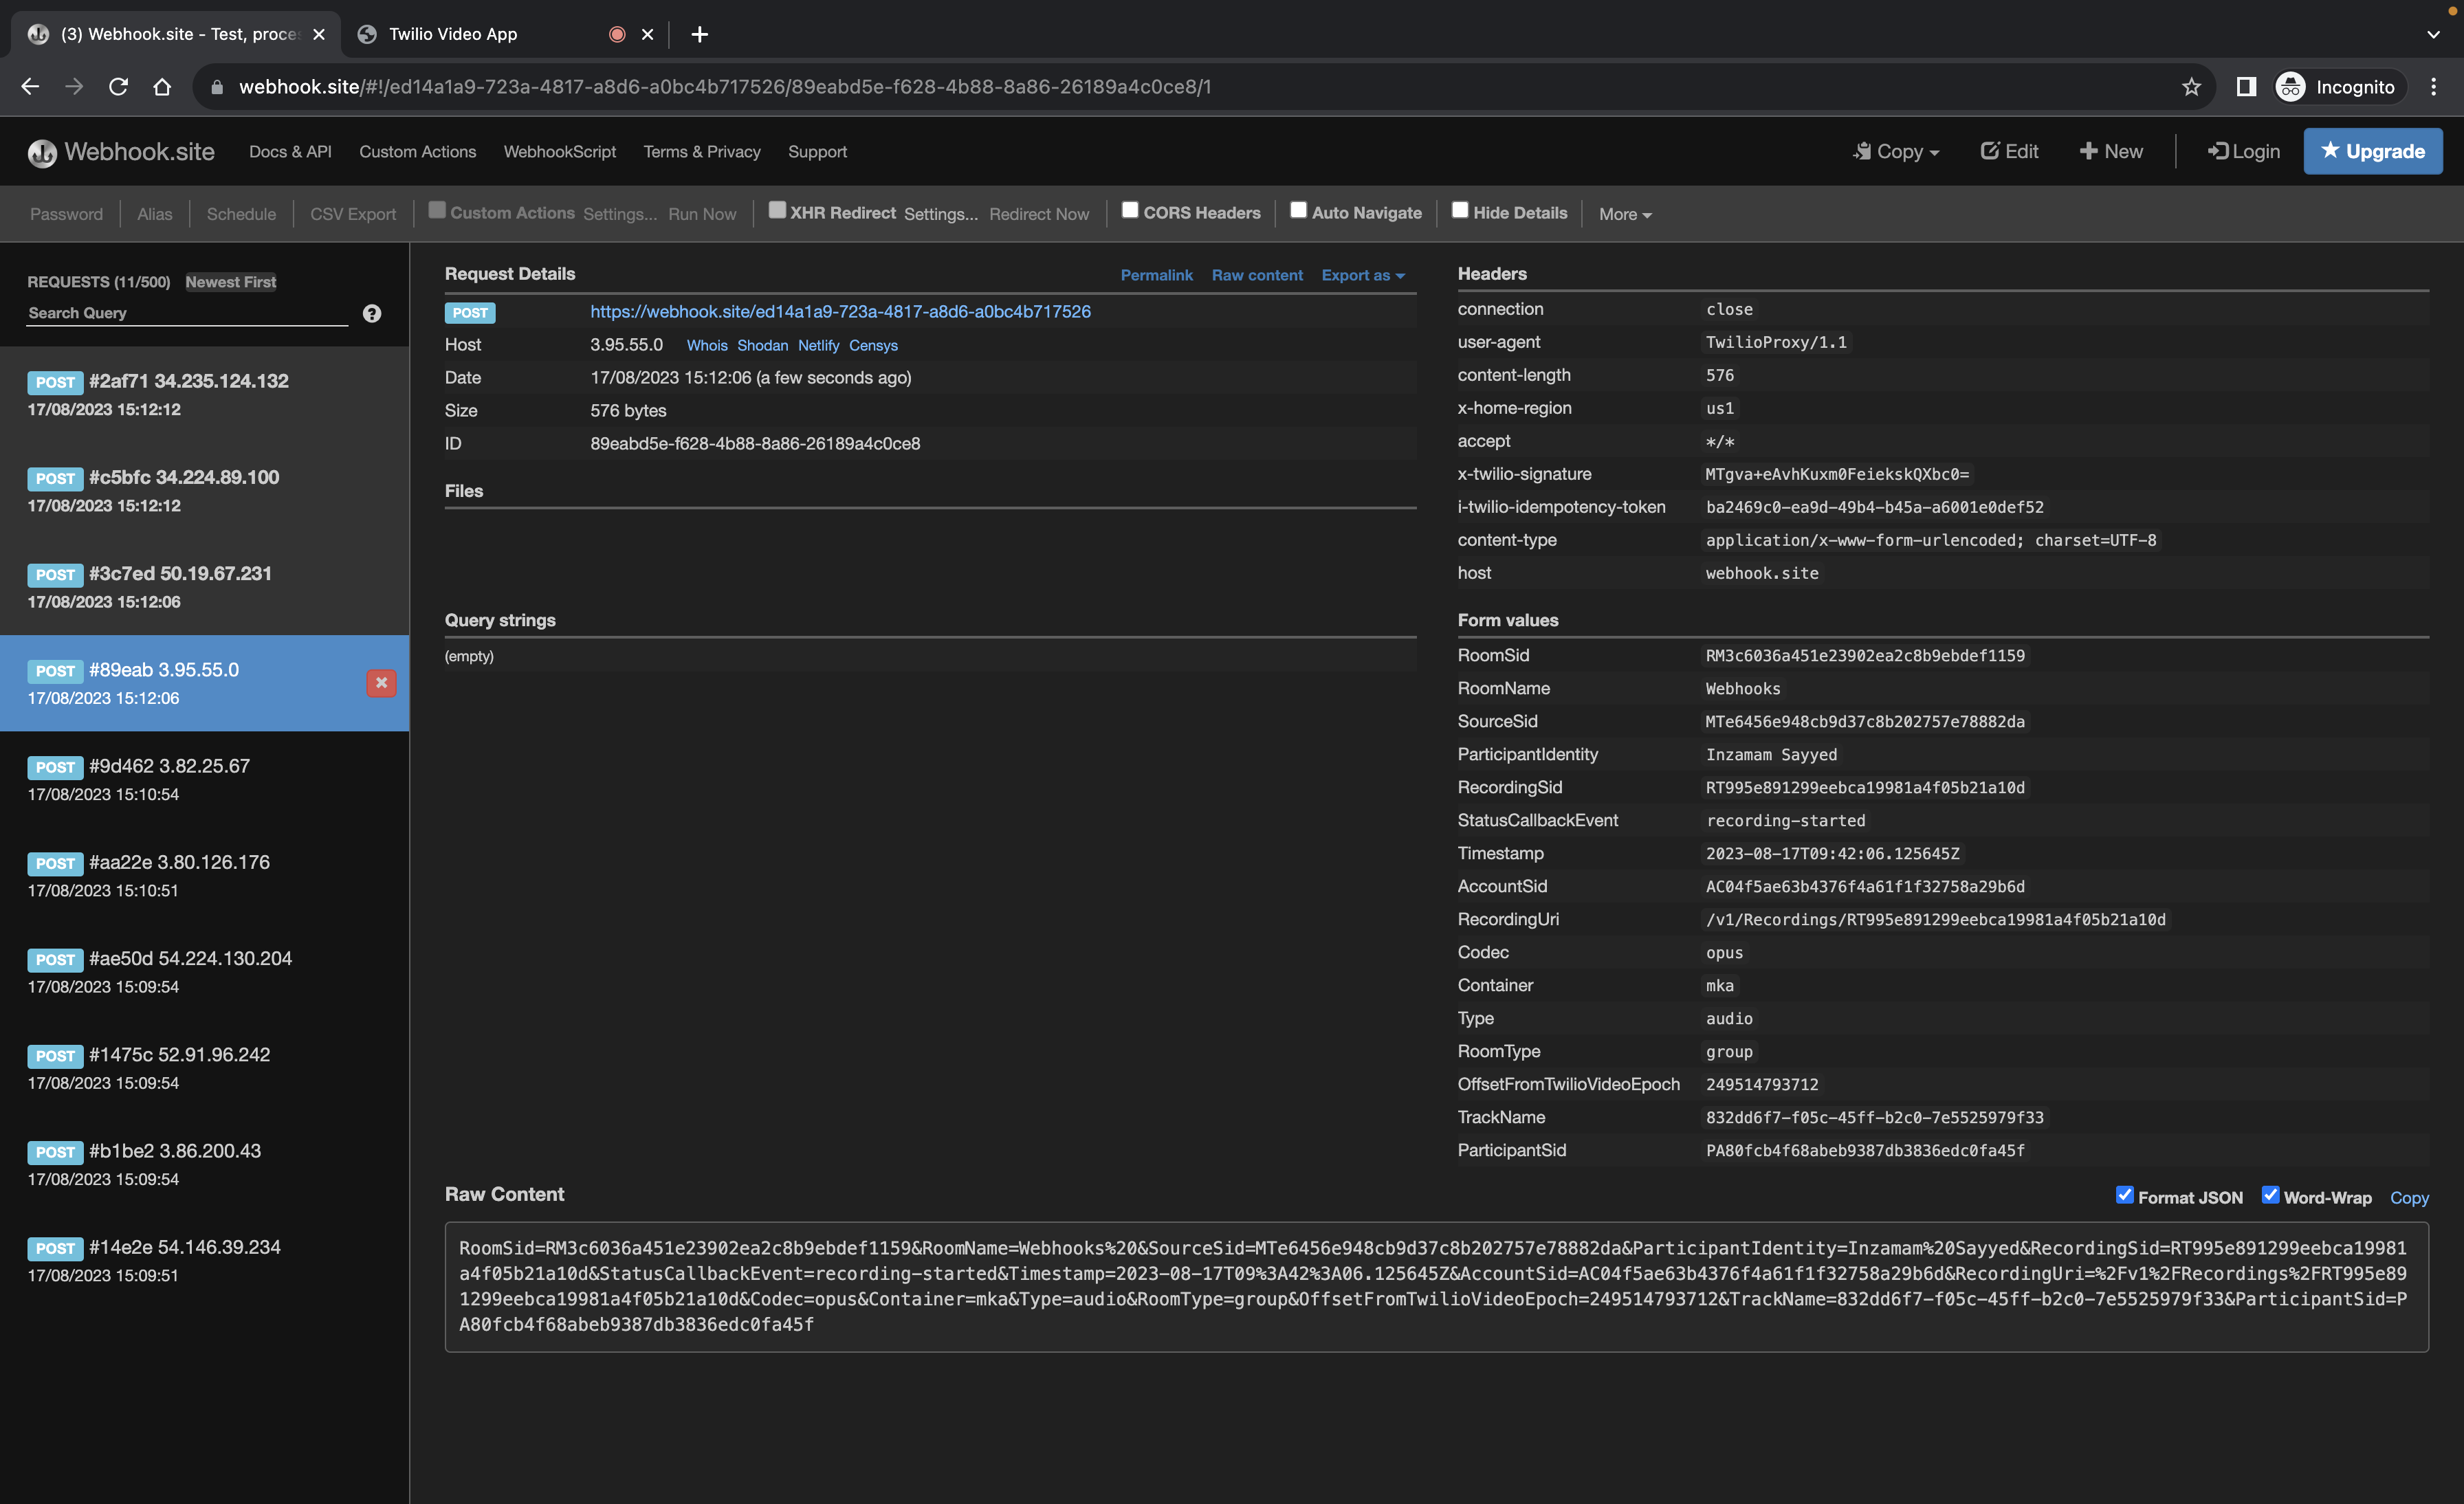 (3) Webhook.site - Test, proces
Twilio Video App
webhook.site/#!/ed14a1a9-723a-4817-a8d6-a0bc4b717526/89eabd5e-f628-4b88-8a86-26189a4c0ce8/1
Incognito
Webhook.site
Docs & API
Custom Actions
WebhookScript
Terms & Privacy
Support
Copy
Edit
New
Login
Upgrade
Password
Alias
Schedule
CSV Export
Custom Actions
Settings...
Run Now
XHR Redirect
Settings...
Redirect Now
CORS Headers
Auto Navigate
Hide Details
More
REQUESTS (11/500) Newest First
Search Query
POST #2af71 34.235.124.132
17/08/2023 15:12:12
POST #c5bfc 34.224.89.100
17/08/2023 15:12:12
POST #3c7ed 50.19.67.231
17/08/2023 15:12:06
POST #89eab 3.95.55.0
17/08/2023 15:12:06
POST #9d462 3.82.25.67
17/08/2023 15:10:54
POST #aa22e 3.80.126.176
17/08/2023 15:10:51
POST #ae50d 54.224.130.204
17/08/2023 15:09:54
POST #1475c 52.91.96.242
17/08/2023 15:09:54
POST #b1be2 3.86.200.43
17/08/2023 15:09:54
POST #14e2e 54.146.39.234
17/08/2023 15:09:51
Request Details
Permalink Raw content Export as
POST https://webhook.site/ed14a1a9-723a-4817-a8d6-a0bc4b717526
Host 3.95.55.0 Whois Shodan Netlify Censys
Date 17/08/2023 15:12:06 (a few seconds ago)
Size 576 bytes
ID 89eabd5e-f628-4b88-8a86-26189a4c0ce8
Files
Query strings
(empty)
Headers
connection close
user-agent TwilioProxy/1.1
content-length 576
x-home-region us1
accept */*
x-twilio-signature MTgva+eAvhKuxm0FeiekskQXbc0=
i-twilio-idempotency-token ba2469c0-ea9d-49b4-b45a-a6001e0def52
content-type application/x-www-form-urlencoded; charset=UTF-8
host webhook.site
Form values
RoomSid RM3c6036a451e23902ea2c8b9ebdef1159
RoomName Webhooks
SourceSid MTe6456e948cb9d37c8b202757e78882da
ParticipantIdentity Inzamam Sayyed
RecordingSid RT995e891299eebca19981a4f05b21a10d
StatusCallbackEvent recording-started
Timestamp 2023-08-17T09:42:06.125645Z
AccountSid AC04f5ae63b4376f4a61f1f32758a29b6d
RecordingUri /v1/Recordings/RT995e891299eebca19981a4f05b21a10d
Codec opus
Container mka
Type audio
RoomType group
OffsetFromTwilioVideoEpoch 249514793712
TrackName 832dd6f7-f05c-45ff-b2c0-7e5525979f33
ParticipantSid PA80fcb4f68abeb9387db3836edc0fa45f
Raw Content
Format JSON Word-Wrap Copy
RoomSid=RM3c6036a451e23902ea2c8b9ebdef1159&RoomName=Webhooks%20&SourceSid=MTe6456e948cb9d37c8b202757e78882da&ParticipantIdentity=Inzamam%20Sayyed&RecordingSid=RT995e891299eebca19981
a4f05b21a10d&StatusCallbackEvent=recording-started&Timestamp=2023-08-17T09%3A42%3A06.125645Z&AccountSid=AC04f5ae63b4376f4a61f1f32758a29b6d&RecordingUri=%2Fv1%2FRecordings%2FRT995e89
1299eebca19981a4f05b21a10d&Codec=opus&Container=mka&Type=audio&RoomType=group&OffsetFromTwilioVideoEpoch=249514793712&TrackName=832dd6f7-f05c-45ff-b2c0-7e5525979f33&ParticipantSid=P
A80fcb4f68abeb9387db3836edc0fa45f